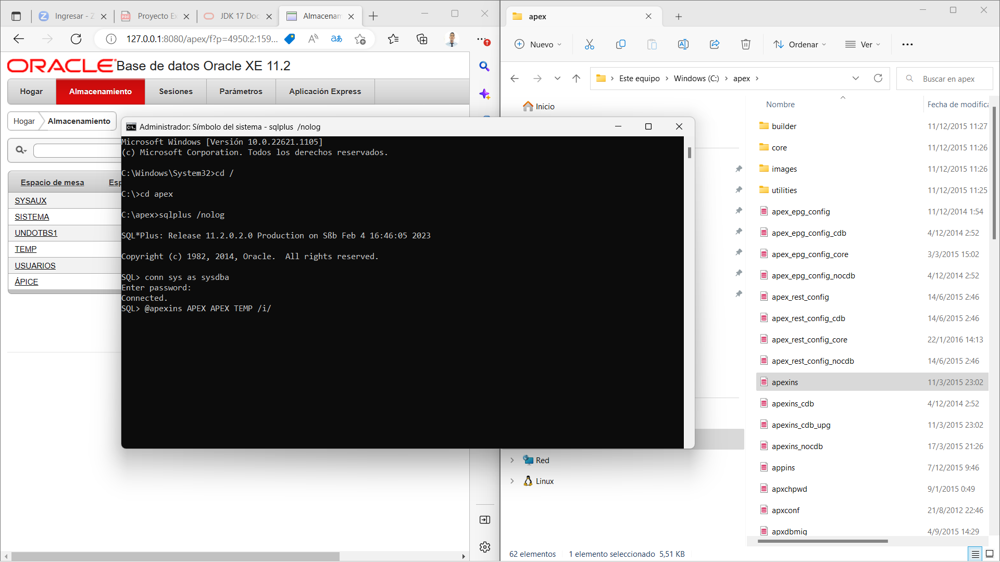 Ingresar - Z
Proyecto Ex
JDK 17 Doc
Almacenam
127.0.0.1:8080/apex/f?p=4950:2:159...
ORACLE Base de datos Oracle XE 11.2
Hogar
Almacenamiento
Sesiones
Parámetros
Aplicación Express
Hogar
Almacenamiento
Espacio de mesa
Esp
SYSAUX
SISTEMA
UNDOTBS1
TEMP
USUARIOS
ÁPICE
Administrador: Símbolo del sistema - sqlplus /nolog
Microsoft Windows [Versión 10.0.22621.1105]
(c) Microsoft Corporation. Todos los derechos reservados.
C:\Windows\System32>cd /
C:\>cd apex
C:\apex>sqlplus /nolog
SQL*Plus: Release 11.2.0.2.0 Production on Sßb Feb 4 16:46:05 2023
Copyright (c) 1982, 2014, Oracle.  All rights reserved.
SQL> conn sys as sysdba
Enter password:
Connected.
SQL> @apexins APEX APEX TEMP /i/
apex
Nuevo
Ordenar
Ver
Este equipo > Windows (C:) > apex >
Buscar en apex
Inicio
Red
Linux
Nombre
Fecha de modifica
builder 11/12/2015 11:27
core 11/12/2015 11:26
images 11/12/2015 11:26
utilities 11/12/2015 11:25
apex_epg_config 11/12/2014 1:54
apex_epg_config_cdb 4/12/2014 2:52
apex_epg_config_core 3/3/2015 15:02
apex_epg_config_nocdb 4/12/2014 2:52
apex_rest_config 14/6/2015 2:46
apex_rest_config_cdb 14/6/2015 2:46
apex_rest_config_core 22/1/2016 14:13
apex_rest_config_nocdb 14/6/2015 2:46
apexins 11/3/2015 23:02
apexins_cdb 4/12/2014 2:52
apexins_cdb_upg 11/3/2015 23:02
apexins_nocdb 17/3/2015 21:26
appins 7/12/2015 9:46
apxchpwd 9/1/2015 0:49
apxconf 21/8/2012 22:46
apxdbmig 4/9/2015 14:29
62 elementos
1 elemento seleccionado 5,51 KB